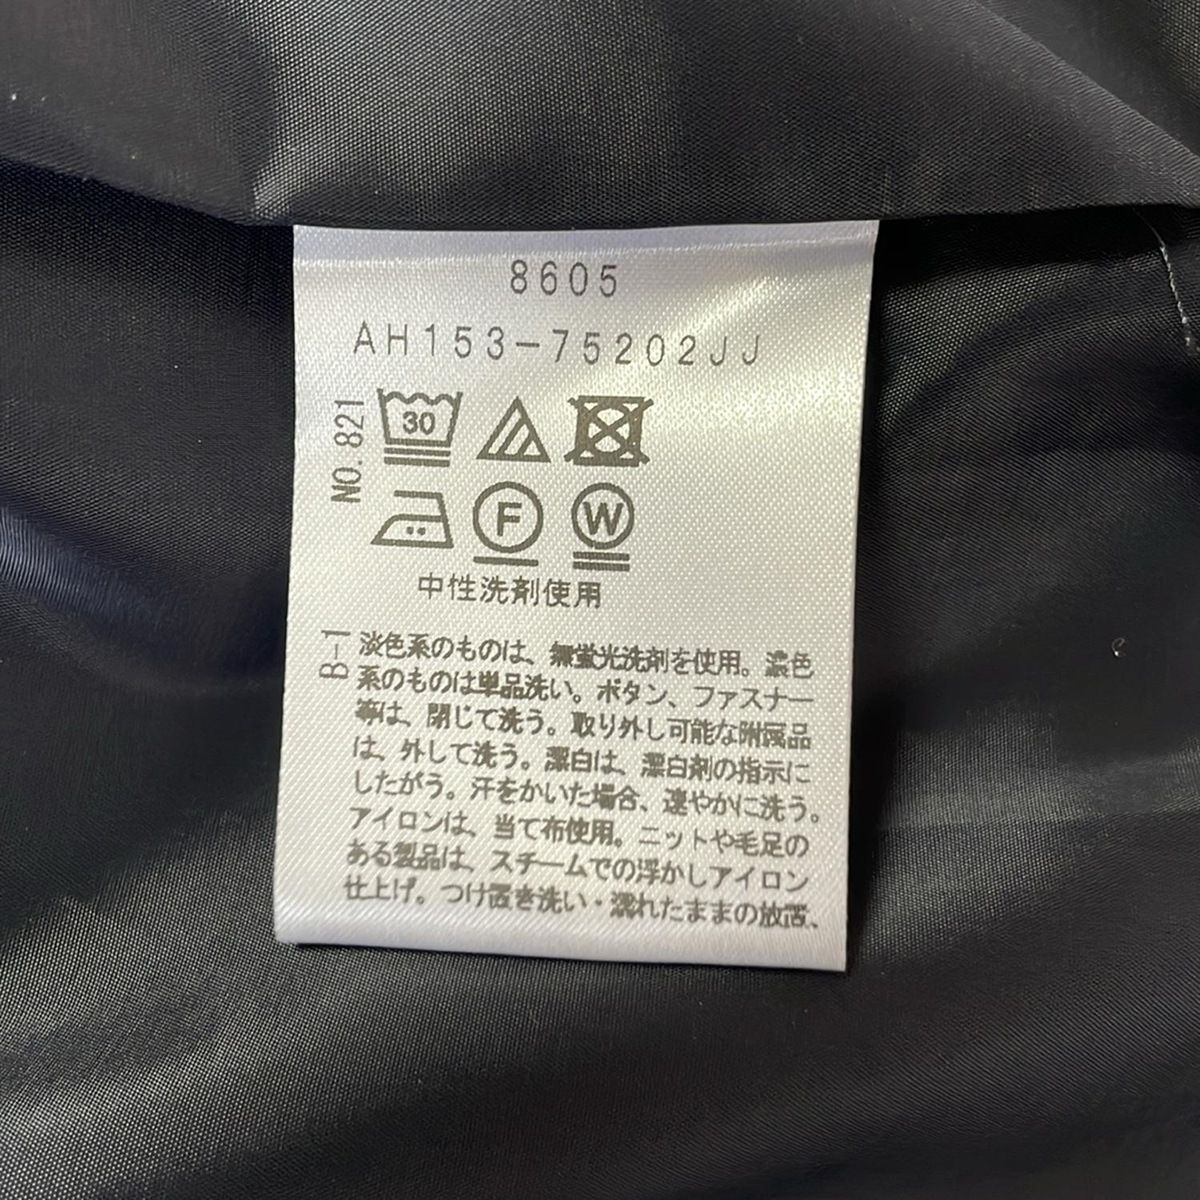 8605
AH153-75202JJ
NO.821
30
F
W
中性洗剤使用
B-1
淡色系のものは、無蛍光洗剤を使用。濃色
系のものは単品洗い。ボタン、ファスナー
等は、閉じて洗う。取り外し可能な附属品
は、外して洗う。漂白は、漂白剤の指示に
したがう。汗をかいた場合、速やかに洗う。
アイロンは、当て布使用。ニットや毛足の
ある製品は、スチームでの浮かしアイロン
仕上げ。つけ置き洗い・濡れたままの放置、